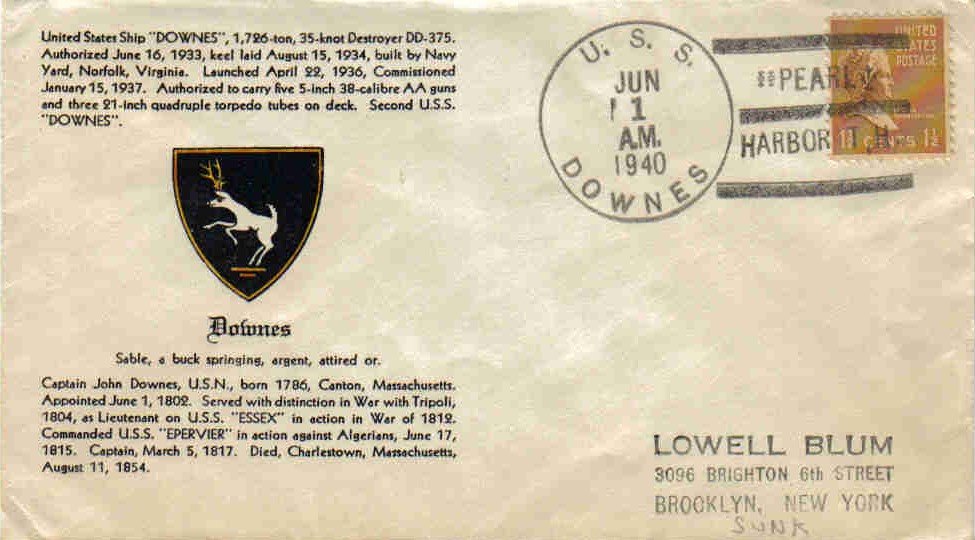 United States Ship "DOWNES", 1,726-ton, 35-knot Destroyer DD-375.
Authorized June 16, 1933, keel laid August 15, 1934, built by Navy
Yard, Norfolk, Virginia. Launched April 22, 1936, Commissioned
January 15, 1937. Authorized to carry five 5-inch 38-calibre AA guns
and three 21-inch quadruple torpedo tubes on deck. Second U.S.S.
"DOWNES".
Downes
Sable, a buck springing, argent, attired or.
Captain John Downes, U.S.N., born 1786, Canton, Massachusetts.
Appointed June 1, 1802. Served with distinction in War with Tripoli,
1804, as Lieutenant on U.S.S. "ESSEX" in action in War of 1812.
Commanded U.S.S. "EPERVIER" in action against Algerians, June 17,
1815. Captain, March 5, 1817. Died, Charlestown, Massachusetts,
August 11, 1854.
U. S. S.
JUN
1
A.M.
1940
DOWNES
PEARL
HARBOR T.H.
UNITED
STATES
POSTAGE
1½ CENTS 1½
LOWELL BLUM
3096 BRIGHTON 6th STREET
BROOKLYN, NEW YORK
SUNK